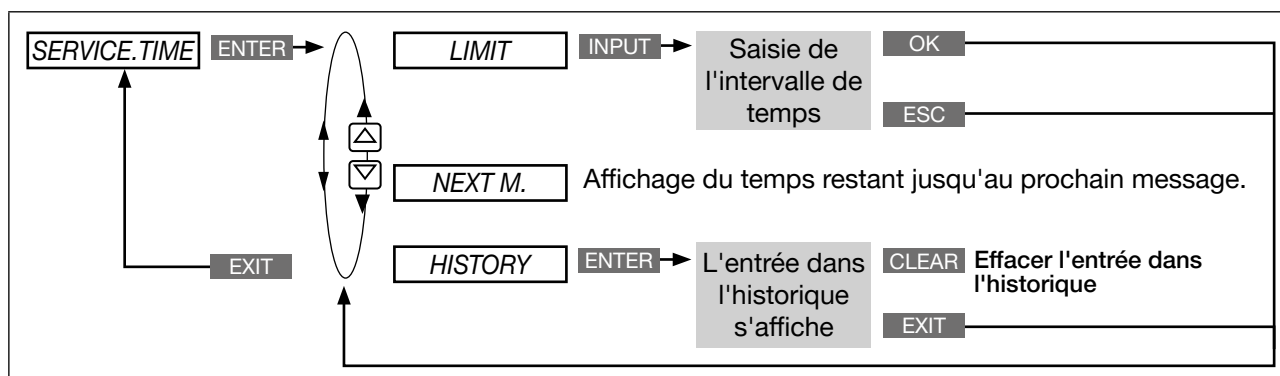 SERVICE.TIME
ENTER
LIMIT
INPUT
Saisie de
l'intervalle de
temps
OK
ESC
NEXT M.
Affichage du temps restant jusqu'au prochain message.
EXIT
HISTORY
ENTER
L'entrée dans
l'historique
s'affiche
CLEAR
Effacer l'entrée dans
l'historique
EXIT